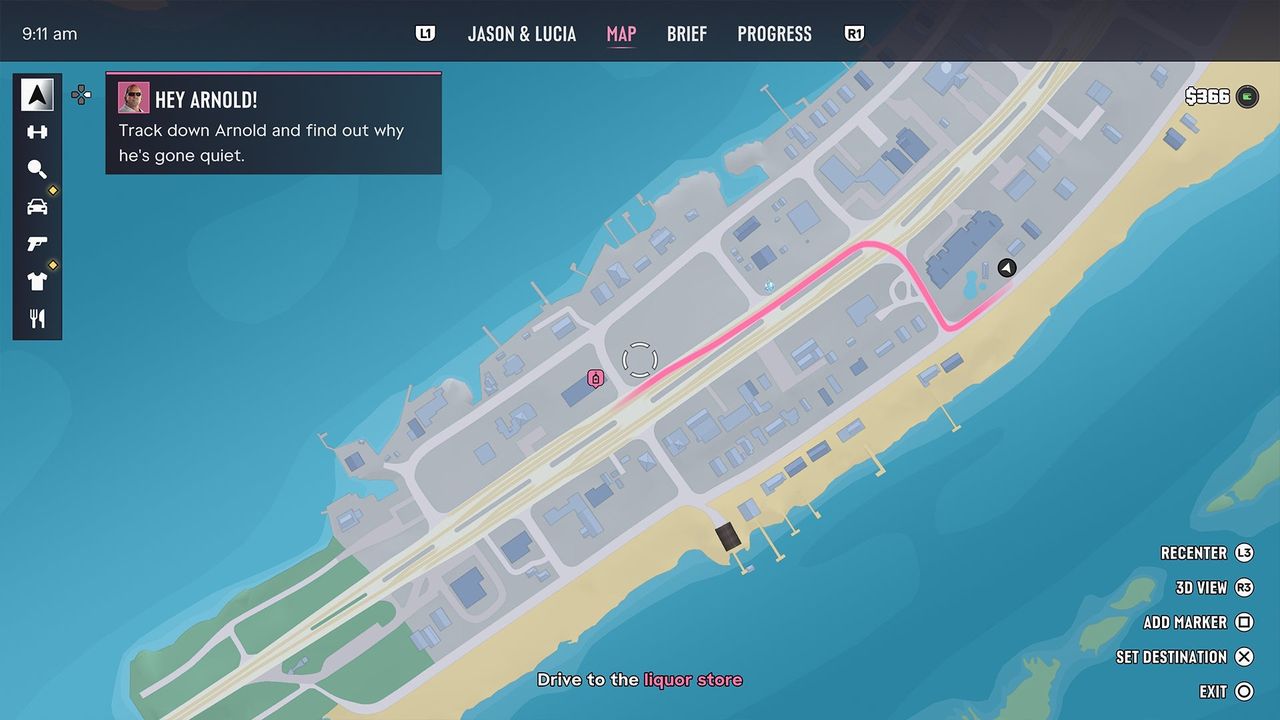 9:11 am
L1
JASON & LUCIA
MAP
BRIEF
PROGRESS
R1
HEY ARNOLD!
Track down Arnold and find out why
he's gone quiet.
$366
RECENTER L3
3D VIEW R3
ADD MARKER
SET DESTINATION
EXIT
Drive to the liquor store